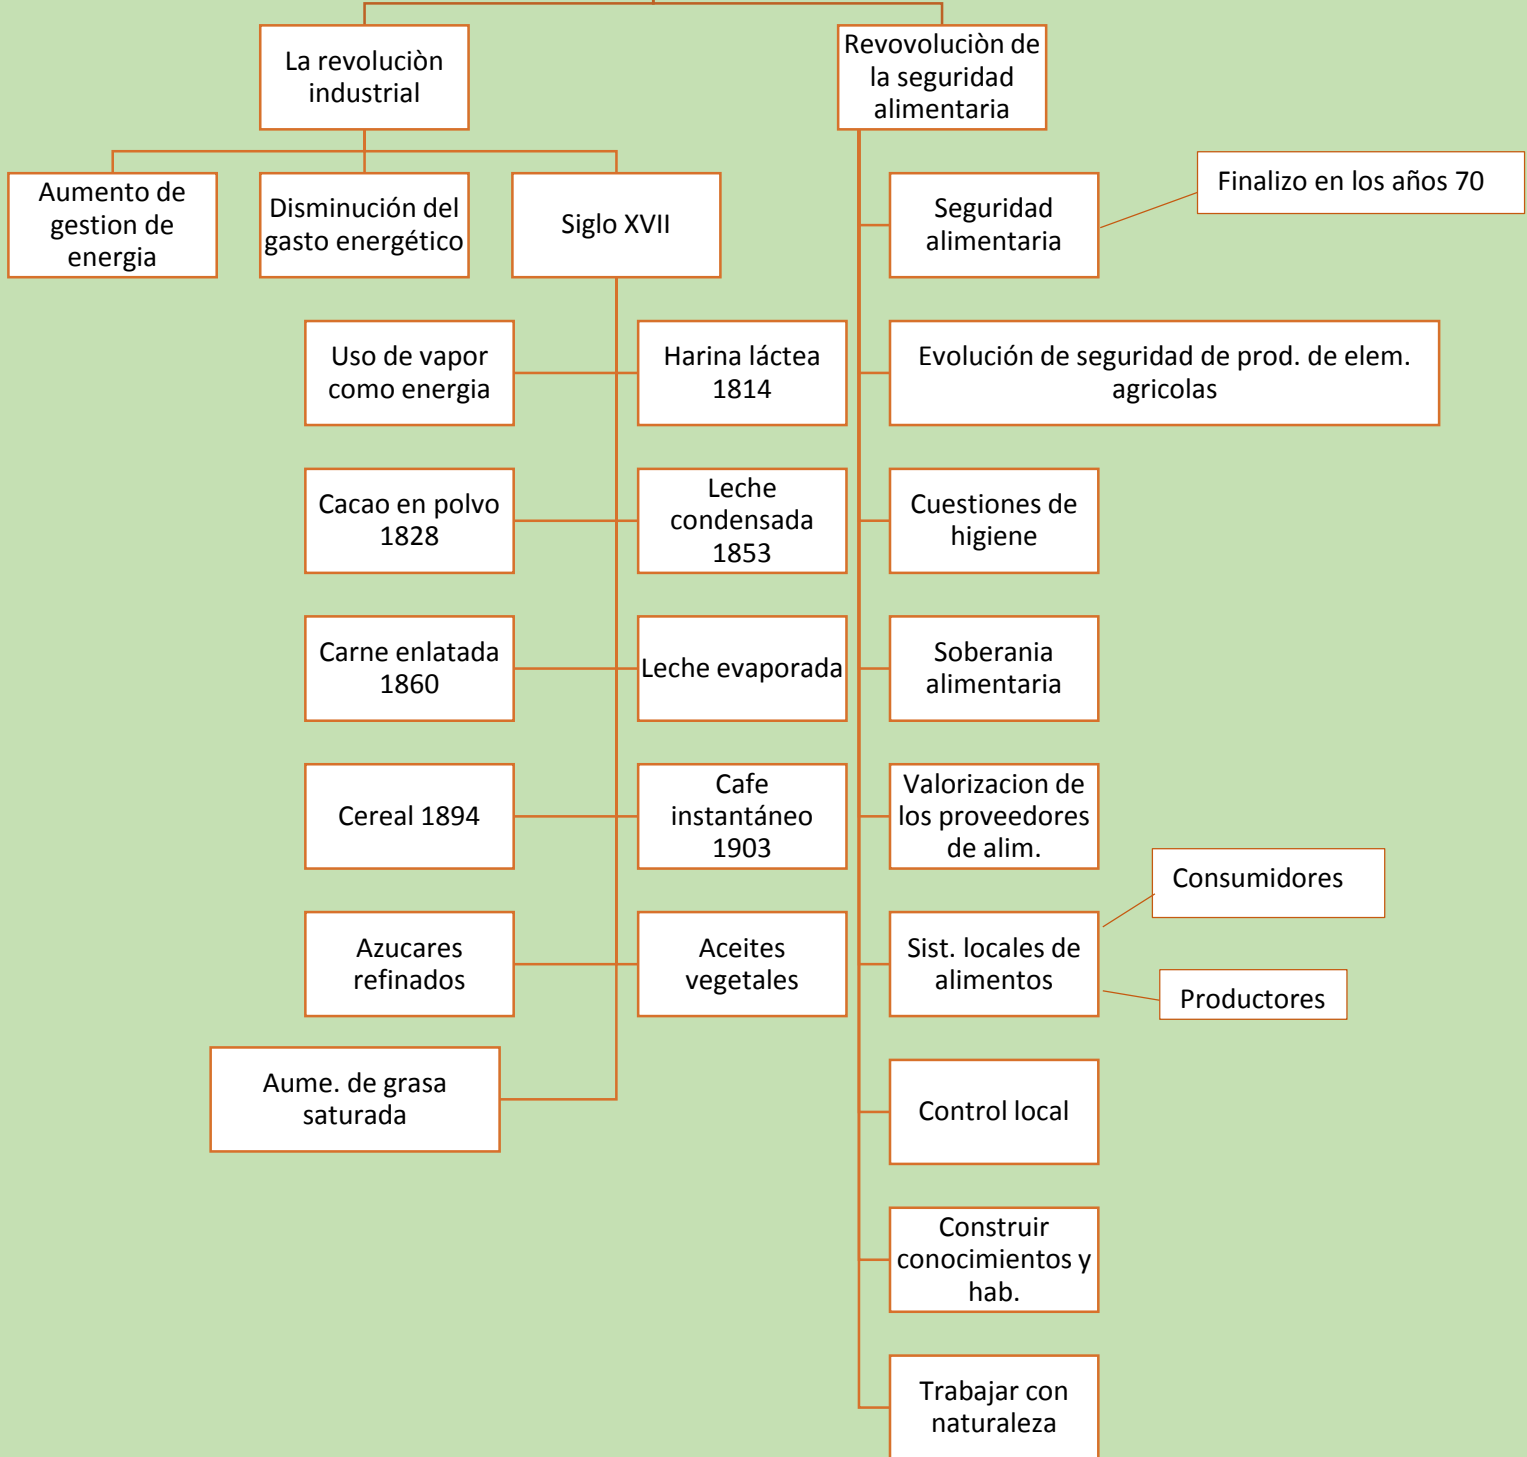 La revoluciòn
industrial
Revovoluciòn de
la seguridad
alimentaria
Aumento de
gestion de
energia
Disminución del
gasto energético
Siglo XVII
Seguridad
alimentaria
Finalizo en los años 70
Uso de vapor
como energia
Harina láctea
1814
Evolución de seguridad de prod. de elem.
agricolas
Cacao en polvo
1828
Leche
condensada
1853
Cuestiones de
higiene
Carne enlatada
1860
Leche evaporada
Soberania
alimentaria
Cereal 1894
Cafe
instantáneo
1903
Valorizacion de
los proveedores
de alim.
Consumidores
Azucares
refinados
Aceites
vegetales
Sist. locales de
alimentos
Productores
Aume. de grasa
saturada
Control local
Construir
conocimientos y
hab.
Trabajar con
naturaleza